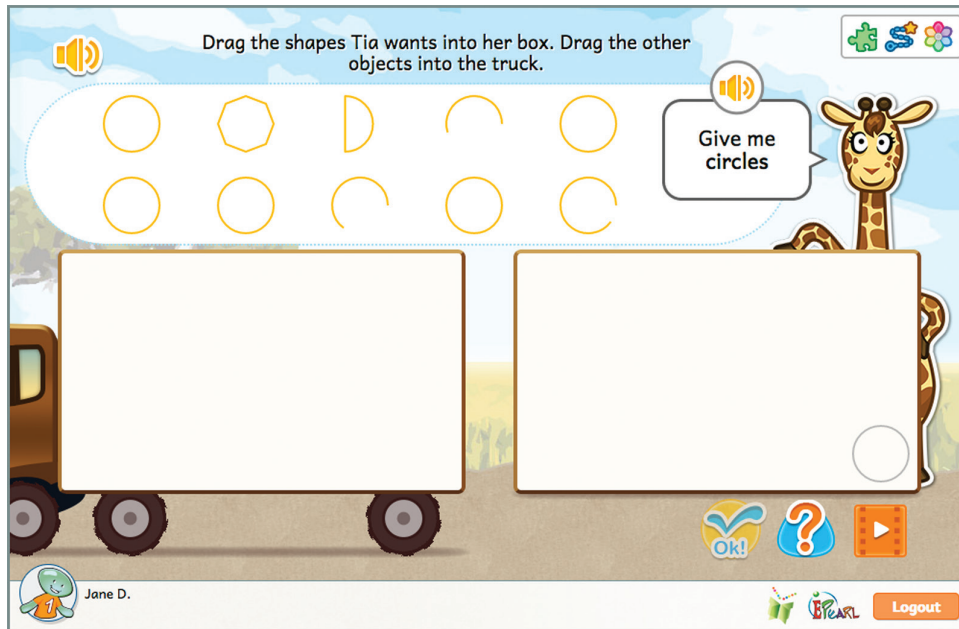 Drag the shapes Tia wants into her box. Drag the other
objects into the truck.
Give me
circles
Ok!
1
Jane D.
EPEARL
Logout